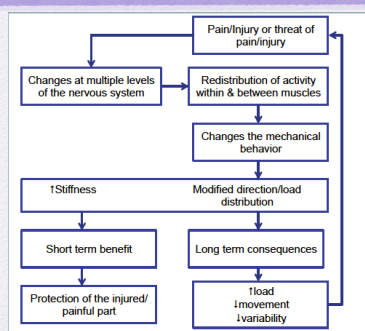 Pain/Injury or threat of
pain/injury
Changes at multiple levels
of the nervous system
Redistribution of activity
within & between muscles
Changes the mechanical
behavior
↑Stiffness
Modified direction/load
distribution
Short term benefit
Long term consequences
Protection of the injured/
painful part
↑load
↓movement
↓variability